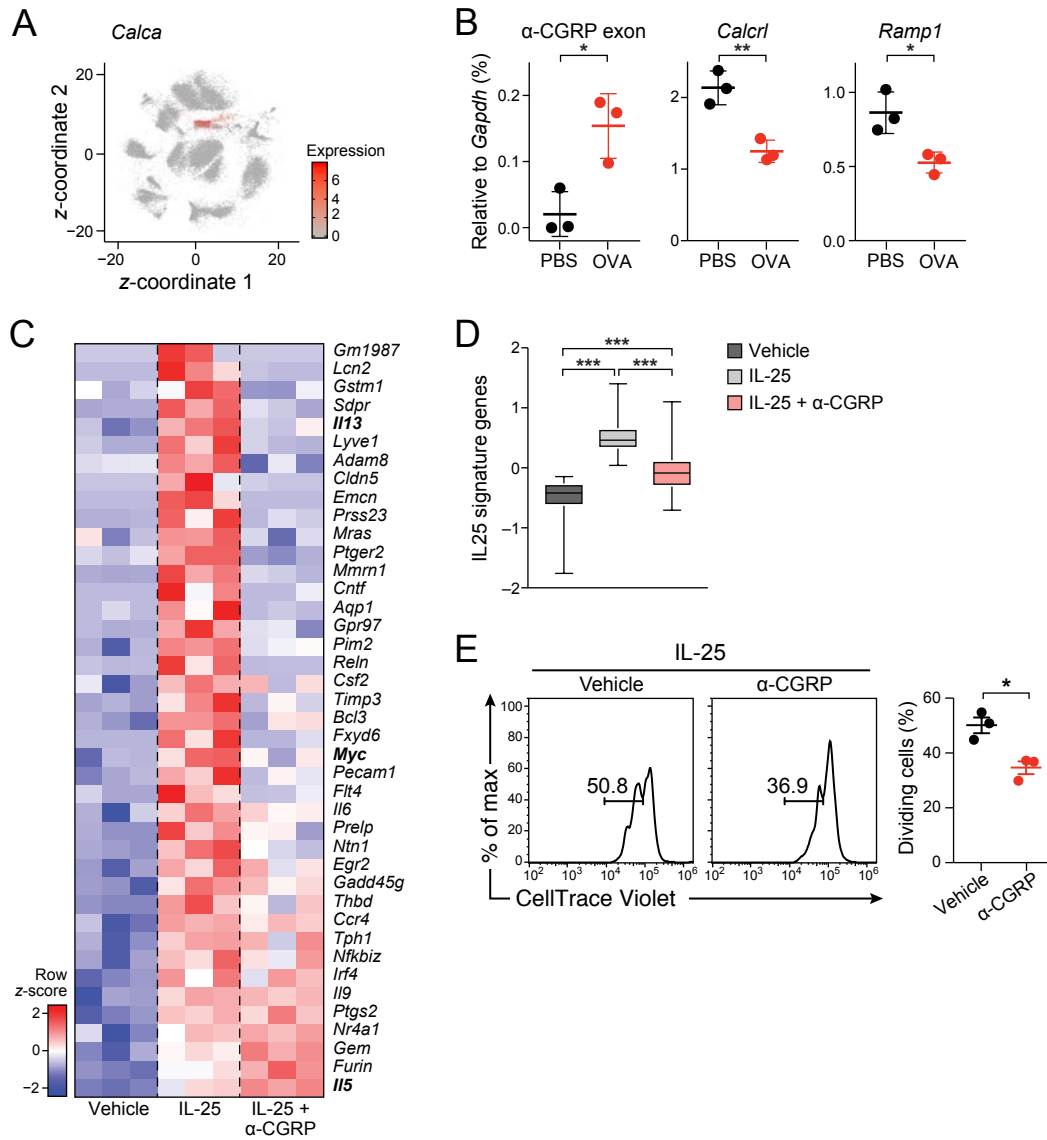 A
Calca
20
0
−20
−20
0
20
z-coordinate 2
z-coordinate 1
Expression
6
4
2
0
B
α-CGRP exon
Calcrl
Ramp1
*
**
*
Relative to Gapdh (%)
0.2
0.1
0.0
2
1
0
1.0
0.5
0.0
PBS OVA
PBS OVA
PBS OVA
C
Gm1987
Lcn2
Gstm1
Sdpr
Il13
Lyve1
Adam8
Cldn5
Emcn
Prss23
Mras
Ptger2
Mmrn1
Cntf
Aqp1
Gpr97
Pim2
Reln
Csf2
Timp3
Bcl3
Fxyd6
Myc
Pecam1
Flt4
Il6
Prelp
Ntn1
Egr2
Gadd45g
Thbd
Ccr4
Tph1
Nfkbiz
Irf4
Il9
Ptgs2
Nr4a1
Gem
Furin
Il5
Row
z-score
2
0
−2
Vehicle
IL-25
IL-25 +
α-CGRP
D
***
*** ***
IL25 signature genes
2
1
0
−1
−2
Vehicle
IL-25
IL-25 + α-CGRP
E
IL-25
Vehicle
α-CGRP
% of max
100
80
60
40
20
0
50.8
36.9
10² 10³ 10⁴ 10⁵ 10⁶
10² 10³ 10⁴ 10⁵ 10⁶
CellTrace Violet
Dividing cells (%)
60
40
20
0
*
Vehicle
α-CGRP